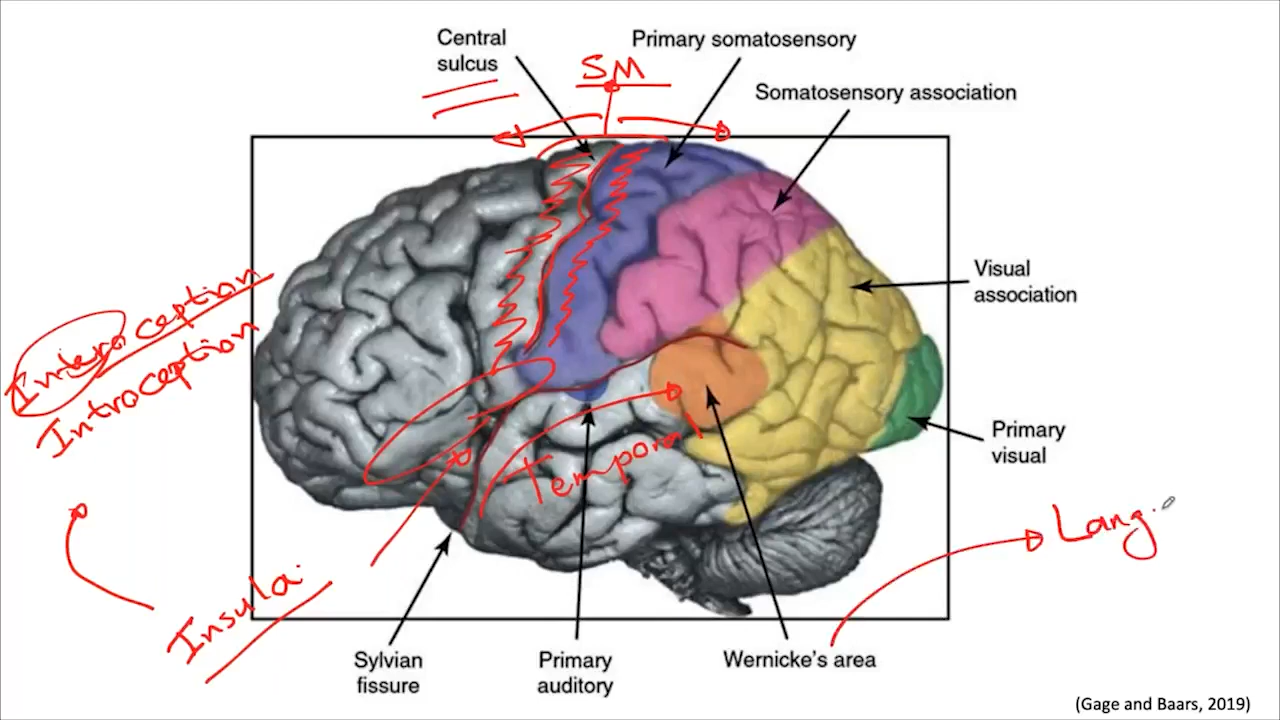 Central
sulcus
Primary somatosensory
SM
Somatosensory association
Visual
association
Interoception
Introception
Primary
visual
Temporal
Lang.
Insula.
Sylvian
fissure
Primary
auditory
Wernicke's area
(Gage and Baars, 2019)